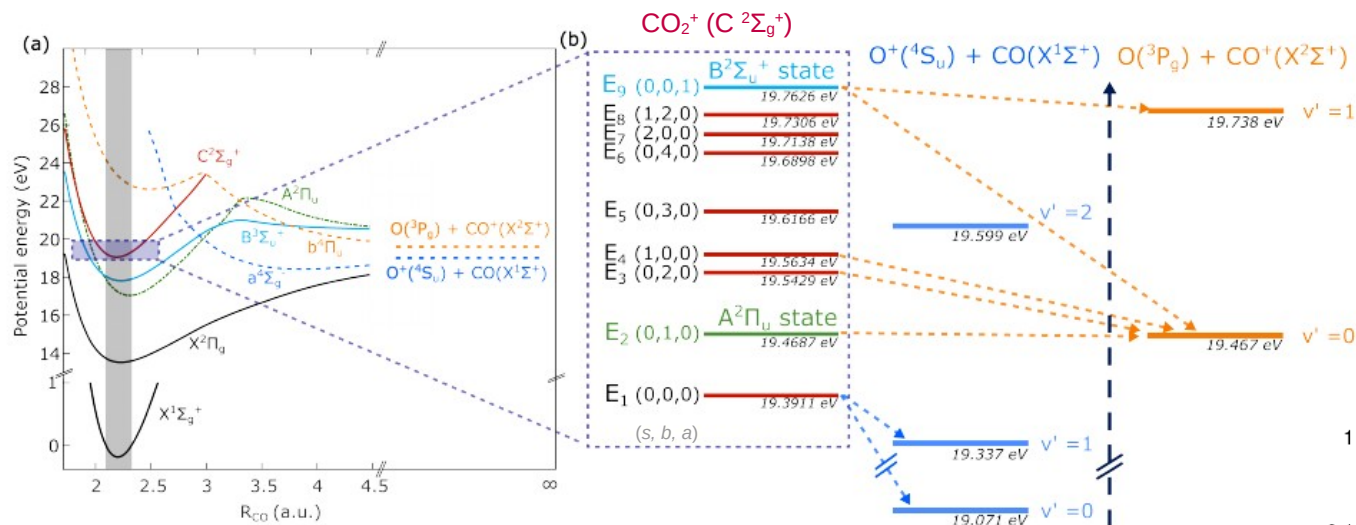 CO₂⁺ (C ²Σg⁺)
(a)
28
26
24
22
20
18
16
14
1
0
Potential energy (eV)
C²Σg⁺
A²Πu
B³Σu⁺
b⁴Πu
a⁴Σg⁻
X²Πg
X¹Σg⁺
O(³Pg) + CO⁺(X²Σ⁺)
O⁺(⁴Su) + CO(X¹Σ⁺)
2 2.5 3 3.5 4 4.5 ∞
R_CO (a.u.)
(b)
B²Σu⁺ state
E₉ (0,0,1)
19.7626 eV
E₈ (1,2,0)
19.7306 eV
E₇ (2,0,0)
19.7138 eV
E₆ (0,4,0)
19.6898 eV
E₅ (0,3,0)
19.6166 eV
E₄ (1,0,0)
19.5634 eV
E₃ (0,2,0)
19.5429 eV
A²Πu state
E₂ (0,1,0)
19.4687 eV
E₁ (0,0,0)
19.3911 eV
(s, b, a)
O⁺(⁴Su) + CO(X¹Σ⁺)
v' =2
19.599 eV
v' =1
19.337 eV
v' =0
19.071 eV
O(³Pg) + CO⁺(X²Σ⁺)
v' =1
19.738 eV
v' =0
19.467 eV
1